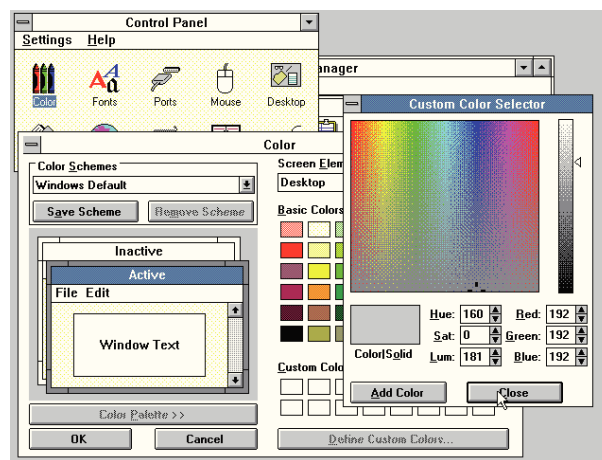 Control Panel
Settings Help
Color Fonts Ports Mouse Desktop
anager
Custom Color Selector
Color
Color Schemes
Windows Default
Save Scheme Remove Scheme
Inactive
Active
File Edit
Window Text
Color Palette >>
OK Cancel
Screen Elem
Desktop
Basic Colors
Custom Colo
Define Custom Colors...
Color|Solid
Hue: 160 Red: 192
Sat: 0 Green: 192
Lum: 181 Blue: 192
Add Color Close